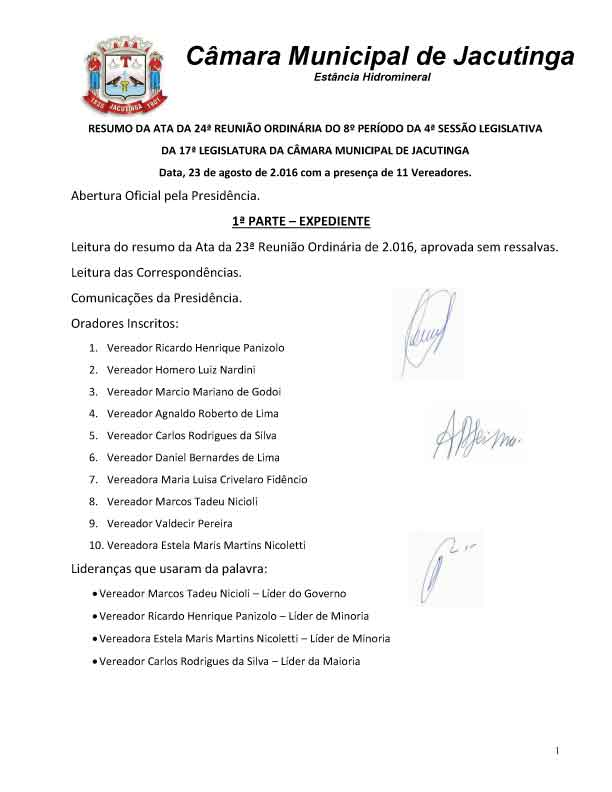 Câmara Municipal de Jacutinga
Estância Hidromineral
1835 JACUTINGA 1901
RESUMO DA ATA DA 24ª REUNIÃO ORDINÁRIA DO 8º PERÍODO DA 4ª SESSÃO LEGISLATIVA
DA 17ª LEGISLATURA DA CÂMARA MUNICIPAL DE JACUTINGA
Data, 23 de agosto de 2.016 com a presença de 11 Vereadores.
Abertura Oficial pela Presidência.
1ª PARTE – EXPEDIENTE
Leitura do resumo da Ata da 23ª Reunião Ordinária de 2.016, aprovada sem ressalvas.
Leitura das Correspondências.
Comunicações da Presidência.
Oradores Inscritos:
1. Vereador Ricardo Henrique Panizolo
2. Vereador Homero Luiz Nardini
3. Vereador Marcio Mariano de Godoi
4. Vereador Agnaldo Roberto de Lima
5. Vereador Carlos Rodrigues da Silva
6. Vereador Daniel Bernardes de Lima
7. Vereadora Maria Luisa Crivelaro Fidêncio
8. Vereador Marcos Tadeu Nicioli
9. Vereador Valdecir Pereira
10. Vereadora Estela Maris Martins Nicoletti
Lideranças que usaram da palavra:
• Vereador Marcos Tadeu Nicioli – Líder do Governo
• Vereador Ricardo Henrique Panizolo – Líder de Minoria
• Vereadora Estela Maris Martins Nicoletti – Líder de Minoria
• Vereador Carlos Rodrigues da Silva – Líder da Maioria
1